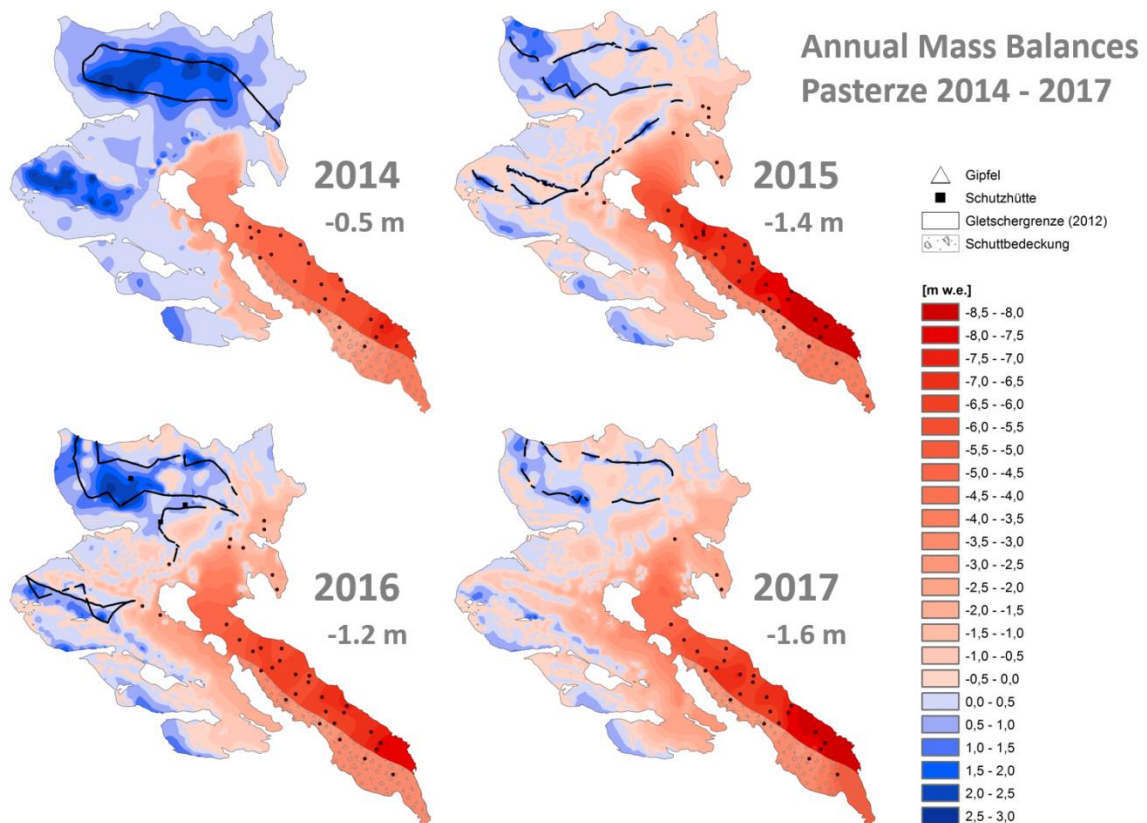 Annual Mass Balances
Pasterze 2014 - 2017
2014
-0.5 m
2015
-1.4 m
2016
-1.2 m
2017
-1.6 m
Gipfel
Schutzhütte
Gletschergrenze (2012)
Schuttbedeckung
[m w.e.]
-8,5 - -8,0
-8,0 - -7,5
-7,5 - -7,0
-7,0 - -6,5
-6,5 - -6,0
-6,0 - -5,5
-5,5 - -5,0
-5,0 - -4,5
-4,5 - -4,0
-4,0 - -3,5
-3,5 - -3,0
-3,0 - -2,5
-2,5 - -2,0
-2,0 - -1,5
-1,5 - -1,0
-1,0 - -0,5
-0,5 - 0,0
0,0 - 0,5
0,5 - 1,0
1,0 - 1,5
1,5 - 2,0
2,0 - 2,5
2,5 - 3,0